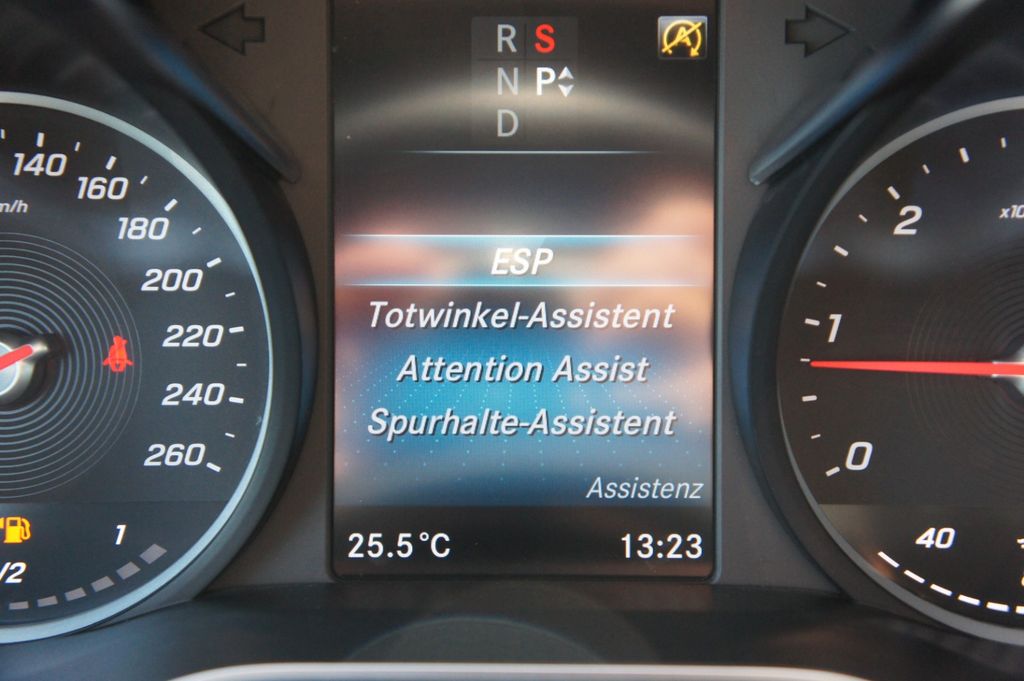 140
160
180
200
220
240
260
1
/2
R S
N P
D
A
ESP
Totwinkel-Assistent
Attention Assist
Spurhalte-Assistent
Assistenz
25.5°C
13:23
2
1
0
40